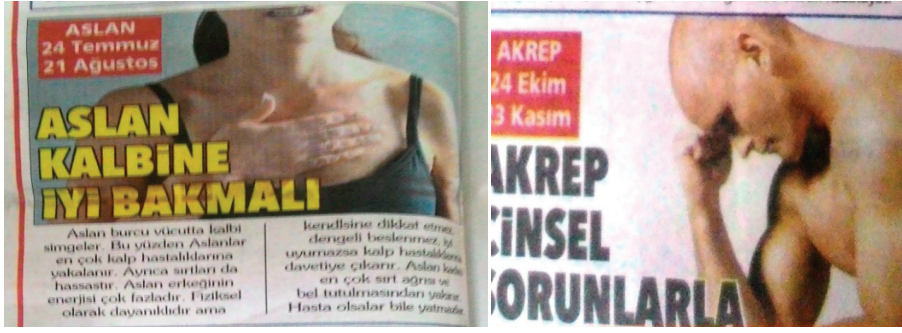 ASLAN
24 Temmuz
21 Ağustos
ASLAN
KALBİNE
İYİ BAKMALI
Aslan burcu vücutta kalbi
simgeler. Bu yüzden Aslanlar
en çok kalp hastalıklarına
yakalanır. Ayrıca sırtları da
hassastır. Aslan erkeğinin
enerjisi çok fazladır. Fiziksel
olarak dayanıklıdır ama
kendisine dikkat etmez,
dengeli beslenmez, iyi
uyumazsa kalp hastalıklarına
davetiye çıkarır. Aslan kadını
en çok sırt ağrısı ve
bel tutulmasından yakınır.
Hasta olsalar bile yatmazlar.
AKREP
24 Ekim
23 Kasım
AKREP
CİNSEL
SORUNLARLA